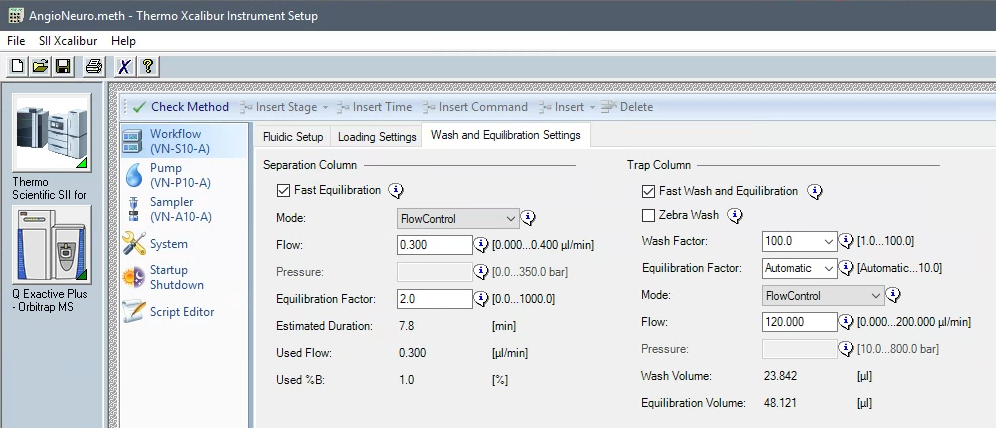 AngioNeuro.meth - Thermo Xcalibur Instrument Setup
File SII Xcalibur Help
Check Method Insert Stage Insert Time Insert Command Insert Delete
Thermo
Scientific SII for
Q Exactive Plus
- Orbitrap MS
Workflow
(VN-S10-A)
Pump
(VN-P10-A)
Sampler
(VN-A10-A)
System
Startup
Shutdown
Script Editor
Fluidic Setup Loading Settings Wash and Equilibration Settings
Separation Column
Fast Equilibration
Mode: FlowControl
Flow: 0.300 [0.000...0.400 µl/min]
Pressure: [0.0...350.0 bar]
Equilibration Factor: 2.0 [0.0...1000.0]
Estimated Duration: 7.8 [min]
Used Flow: 0.300 [µl/min]
Used %B: 1.0 [%]
Trap Column
Fast Wash and Equilibration
Zebra Wash
Wash Factor: 100.0 [1.0...100.0]
Equilibration Factor: Automatic [Automatic...10.0]
Mode: FlowControl
Flow: 120.000 [0.000...200.000 µl/min]
Pressure: [10.0...800.0 bar]
Wash Volume: 23.842 [µl]
Equilibration Volume: 48.121 [µl]